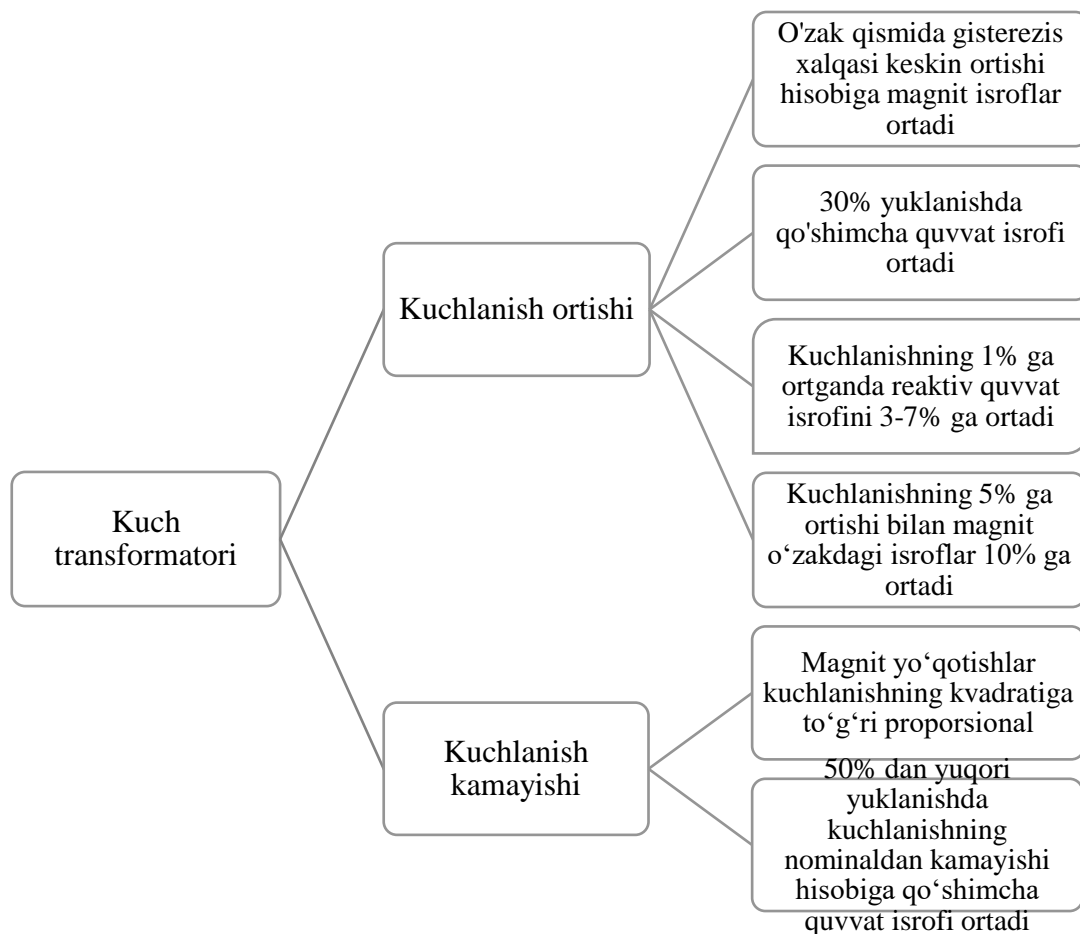 Kuch
transformatori
Kuchlanish ortishi
O'zak qismida gisterezis
xalqasi keskin ortishi
hisobiga magnit isroflar
ortadi
30% yuklanishda
qo'shimcha quvvat isrofi
ortadi
Kuchlanishning 1% ga
ortganda reaktiv quvvat
isrofini 3-7% ga ortadi
Kuchlanishning 5% ga
ortishi bilan magnit
o‘zakdagi isroflar 10% ga
ortadi
Kuchlanish
kamayishi
Magnit yo‘qotishlar
kuchlanishning kvadratiga
to‘g‘ri proporsional
50% dan yuqori
yuklanishda
kuchlanishning
nominaldan kamayishi
hisobiga qo‘shimcha
quvvat isrofi ortadi